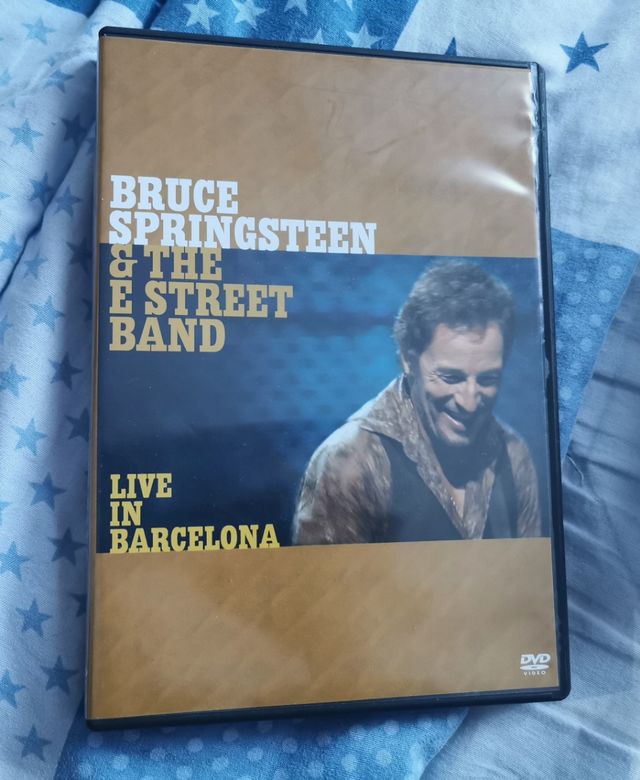 BRUCE
SPRINGSTEEN
& THE
E STREET
BAND
LIVE
IN
BARCELONA
DVD
VIDEO